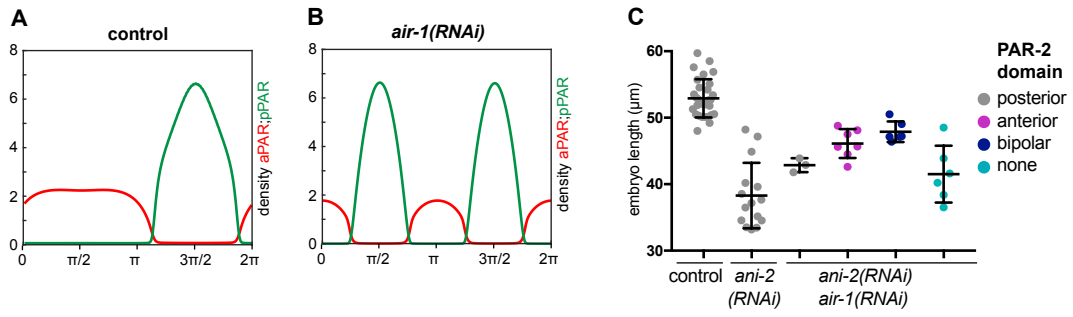 A
control
8
6
4
2
0
0
π/2
π
3π/2
2π
density aPAR;pPAR
B
air-1(RNAi)
8
6
4
2
0
0
π/2
π
3π/2
2π
density aPAR;pPAR
C
embryo length (µm)
60
50
40
30
control
ani-2
(RNAi)
ani-2(RNAi)
air-1(RNAi)
PAR-2
domain
posterior
anterior
bipolar
none